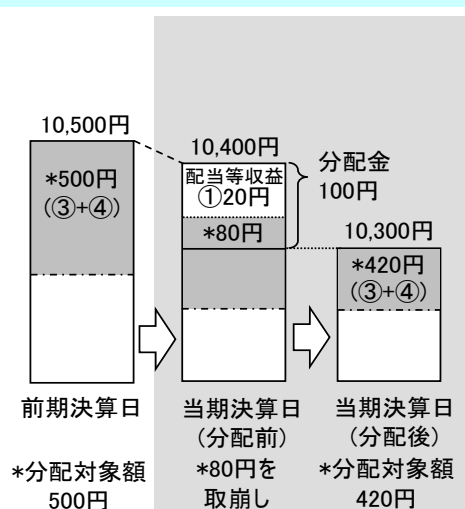 10,500円
*500円
(③+④)
前期決算日
*分配対象額
500円
10,400円
配当等収益
①20円
*80円
分配金
100円
当期決算日
(分配前)
*80円を
取崩し
10,300円
*420円
(③+④)
当期決算日
(分配後)
*分配対象額
420円